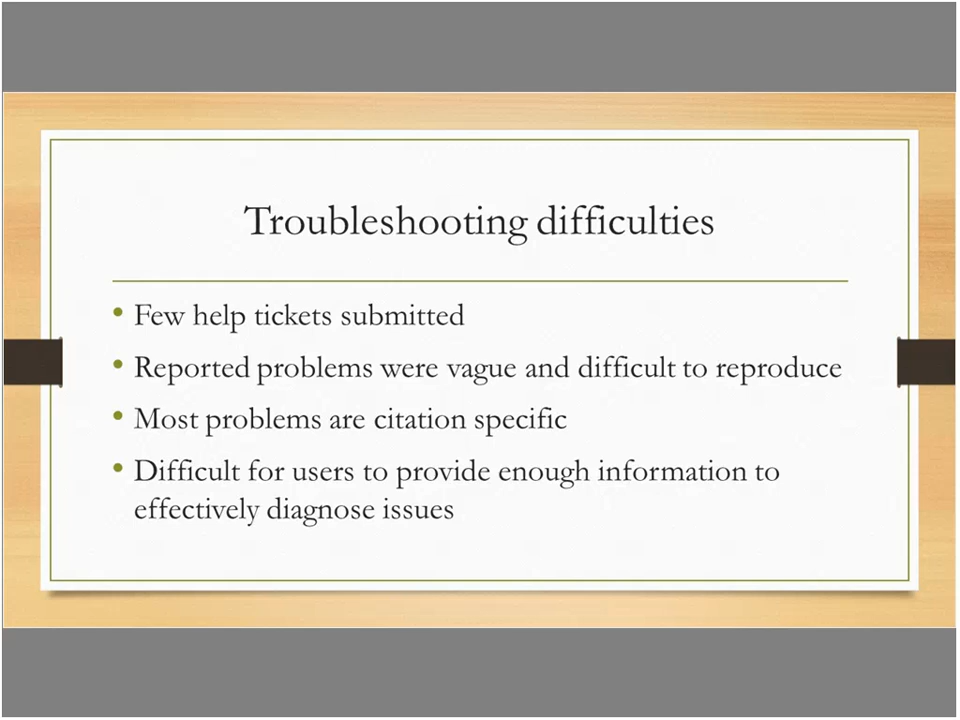 Troubleshooting difficulties
• Few help tickets submitted
• Reported problems were vague and difficult to reproduce
• Most problems are citation specific
• Difficult for users to provide enough information to
effectively diagnose issues